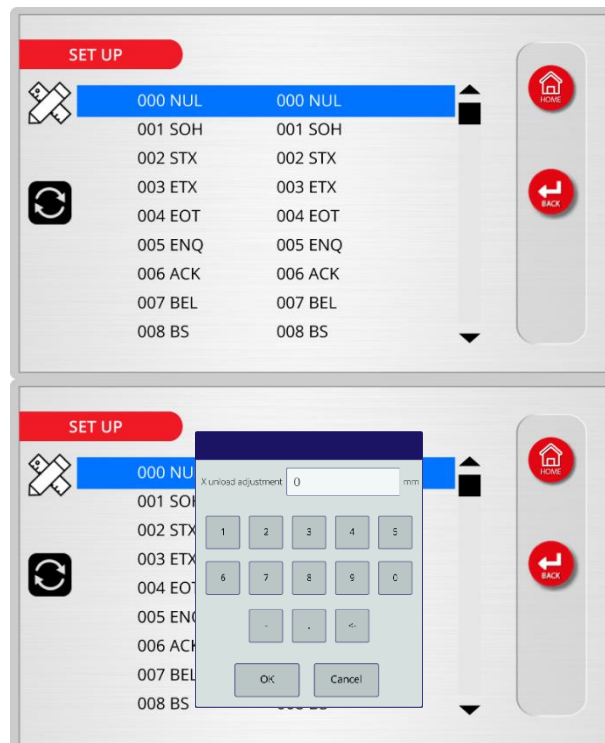 SET UP
000 NUL 000 NUL
001 SOH 001 SOH
002 STX 002 STX
003 ETX 003 ETX
004 EOT 004 EOT
005 ENQ 005 ENQ
006 ACK 006 ACK
007 BEL 007 BEL
008 BS 008 BS
HOME
BACK
SET UP
000 NU
001 SOH
002 STX
003 ETX
004 EOT
005 ENQ
006 ACK
007 BEL
008 BS
X unload adjustment 0 mm
1 2 3 4 5
6 7 8 9 0
- . <-
OK Cancel
HOME
BACK